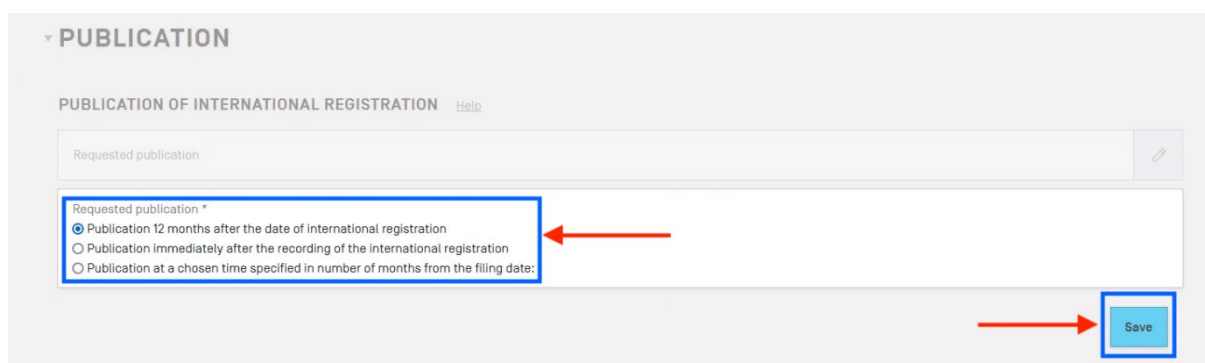 PUBLICATION
PUBLICATION OF INTERNATIONAL REGISTRATION Help
Requested publication
Requested publication *
Publication 12 months after the date of international registration
Publication immediately after the recording of the international registration
Publication at a chosen time specified in number of months from the filing date:
Save